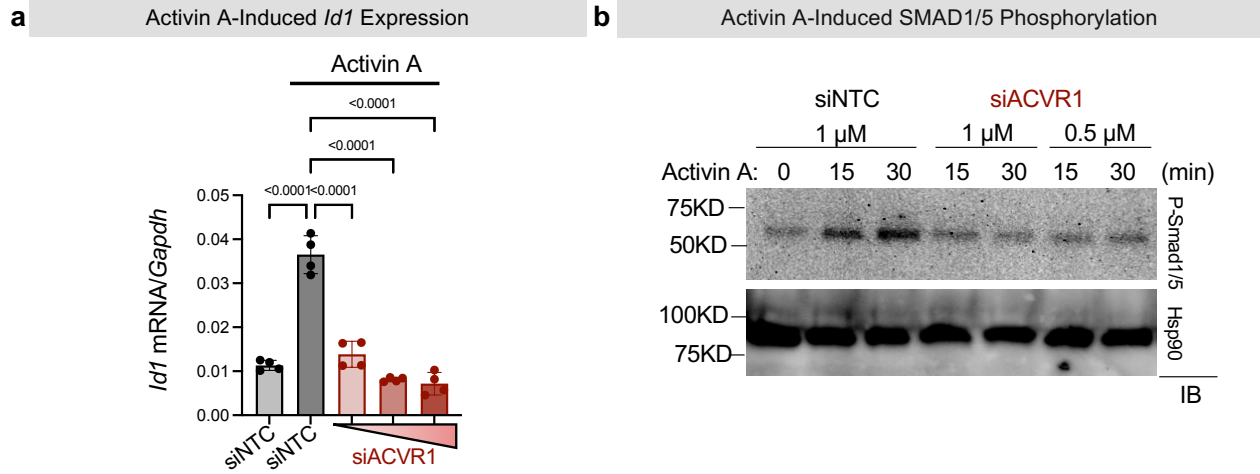 a
Activin A-Induced Id1 Expression
Activin A
<0.0001
<0.0001
<0.0001 <0.0001
Id1 mRNA/Gapdh
0.05
0.04
0.03
0.02
0.01
0.00
siNTC
siNTC
siACVR1
b
Activin A-Induced SMAD1/5 Phosphorylation
siNTC siACVR1
1 µM 1 µM 0.5 µM
Activin A: 0 15 30 15 30 15 30 (min)
75KD
50KD
P-Smad1/5
100KD
75KD
Hsp90
IB